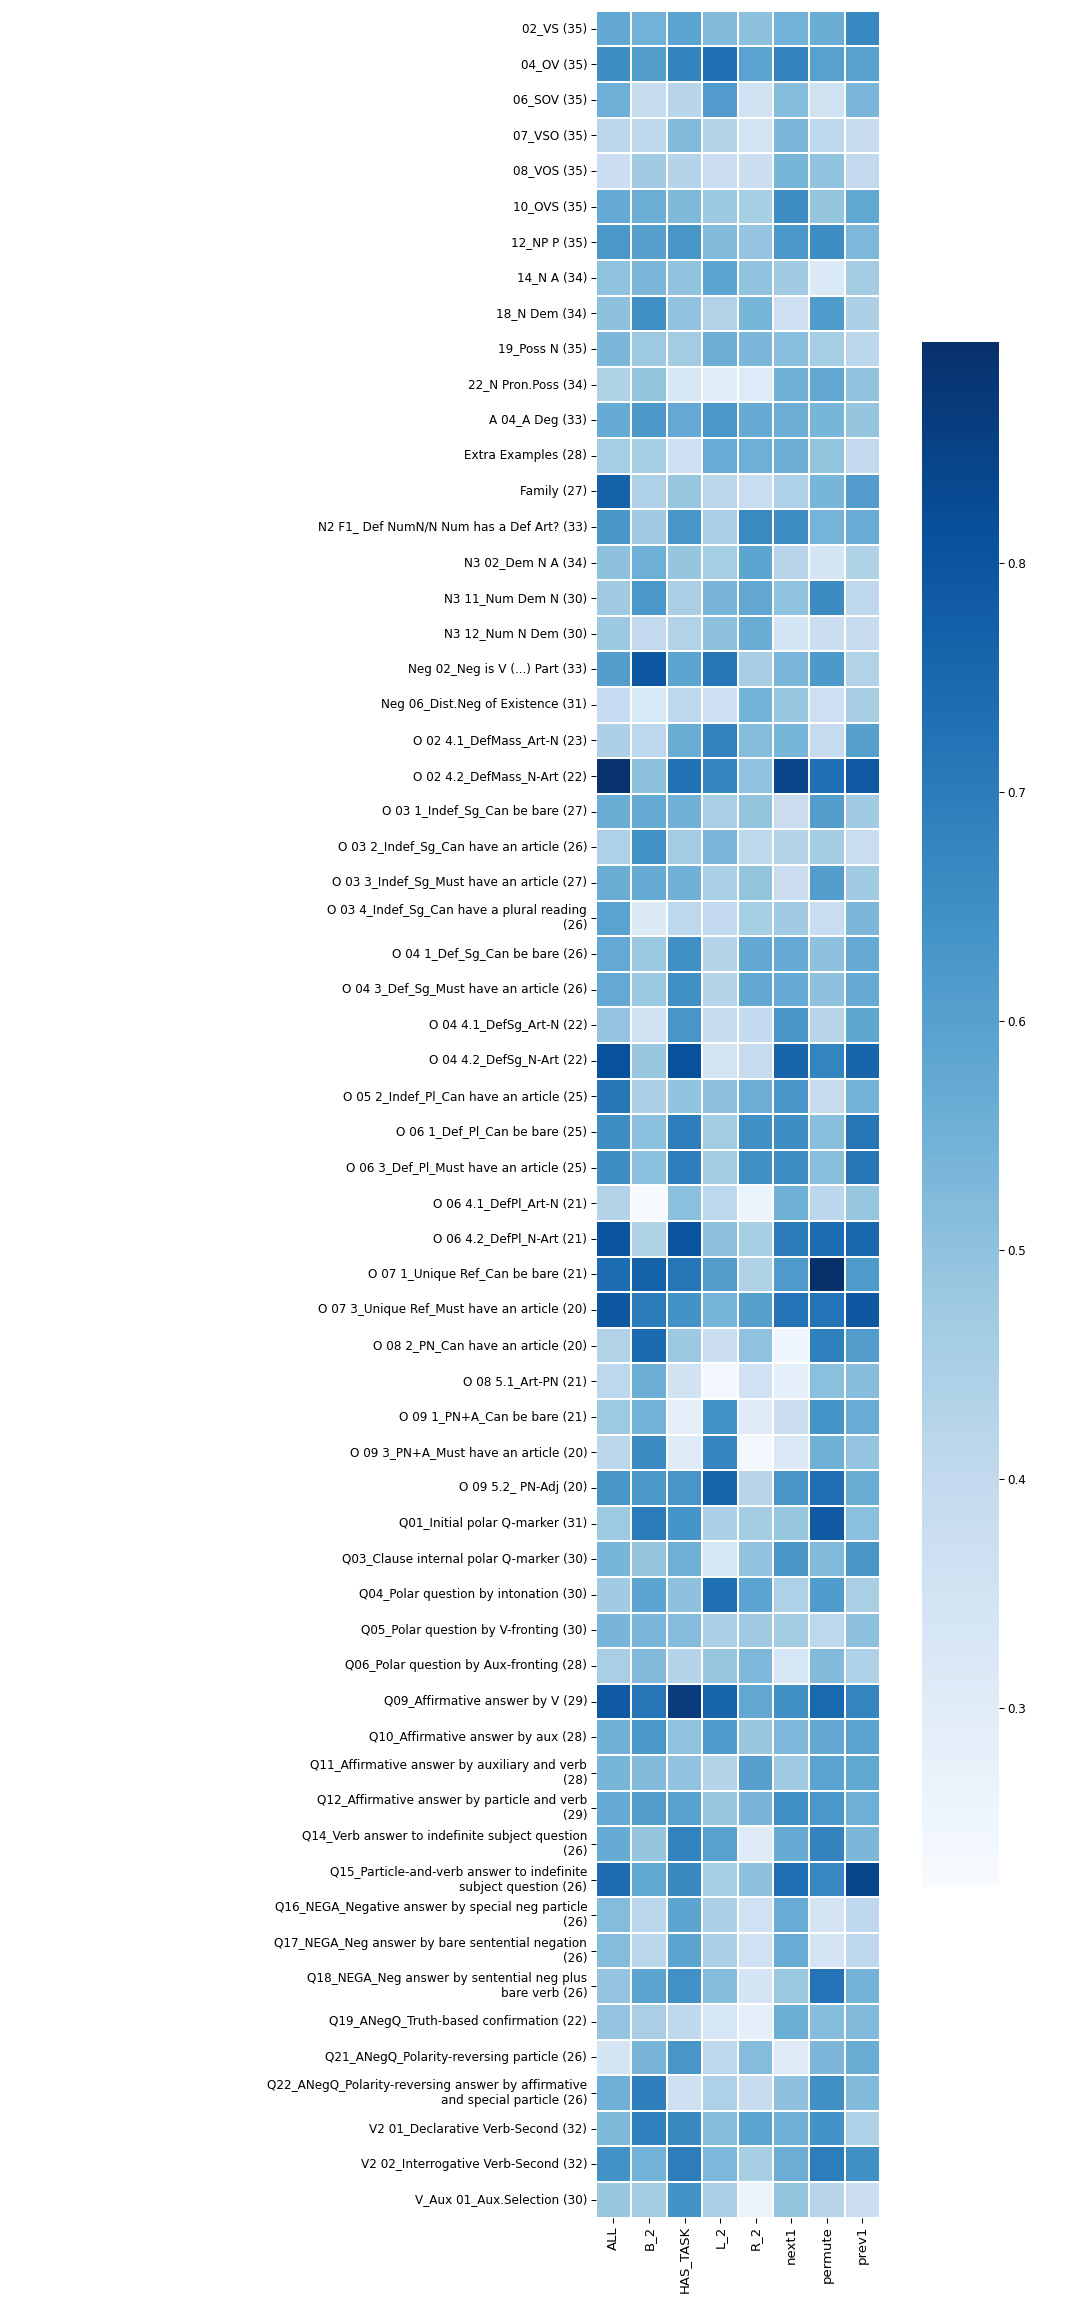 02_VS (35)
04_OV (35)
06_SOV (35)
07_VSO (35)
08_VOS (35)
10_OVS (35)
12_NP P (35)
14_N A (34)
18_N Dem (34)
19_Poss N (35)
22_N Pron.Poss (34)
A 04_A Deg (33)
Extra Examples (28)
Family (27)
N2 F1_ Def NumN/N Num has a Def Art? (33)
N3 02_Dem N A (34)
N3 11_Num Dem N (30)
N3 12_Num N Dem (30)
Neg 02_Neg is V (...) Part (33)
Neg 06_Dist.Neg of Existence (31)
O 02 4.1_DefMass_Art-N (23)
O 02 4.2_DefMass_N-Art (22)
O 03 1_Indef_Sg_Can be bare (27)
O 03 2_Indef_Sg_Can have an article (26)
O 03 3_Indef_Sg_Must have an article (27)
O 03 4_Indef_Sg_Can have a plural reading
(26)
O 04 1_Def_Sg_Can be bare (26)
O 04 3_Def_Sg_Must have an article (26)
O 04 4.1_DefSg_Art-N (22)
O 04 4.2_DefSg_N-Art (22)
O 05 2_Indef_Pl_Can have an article (25)
O 06 1_Def_Pl_Can be bare (25)
O 06 3_Def_Pl_Must have an article (25)
O 06 4.1_DefPl_Art-N (21)
O 06 4.2_DefPl_N-Art (21)
O 07 1_Unique Ref_Can be bare (21)
O 07 3_Unique Ref_Must have an article (20)
O 08 2_PN_Can have an article (20)
O 08 5.1_Art-PN (21)
O 09 1_PN+A_Can be bare (21)
O 09 3_PN+A_Must have an article (20)
O 09 5.2_ PN-Adj (20)
Q01_Initial polar Q-marker (31)
Q03_Clause internal polar Q-marker (30)
Q04_Polar question by intonation (30)
Q05_Polar question by V-fronting (30)
Q06_Polar question by Aux-fronting (28)
Q09_Affirmative answer by V (29)
Q10_Affirmative answer by aux (28)
Q11_Affirmative answer by auxiliary and verb
(28)
Q12_Affirmative answer by particle and verb
(29)
Q14_Verb answer to indefinite subject question
(26)
Q15_Particle-and-verb answer to indefinite
subject question (26)
Q16_NEGA_Negative answer by special neg particle
(26)
Q17_NEGA_Neg answer by bare sentential negation
(26)
Q18_NEGA_Neg answer by sentential neg plus
bare verb (26)
Q19_ANegQ_Truth-based confirmation (22)
Q21_ANegQ_Polarity-reversing particle (26)
Q22_ANegQ_Polarity-reversing answer by affirmative
and special particle (26)
V2 01_Declarative Verb-Second (32)
V2 02_Interrogative Verb-Second (32)
V_Aux 01_Aux.Selection (30)
ALL
B_2
HAS_TASK
L_2
R_2
next1
permute
prev1
0.8
0.7
0.6
0.5
0.4
0.3